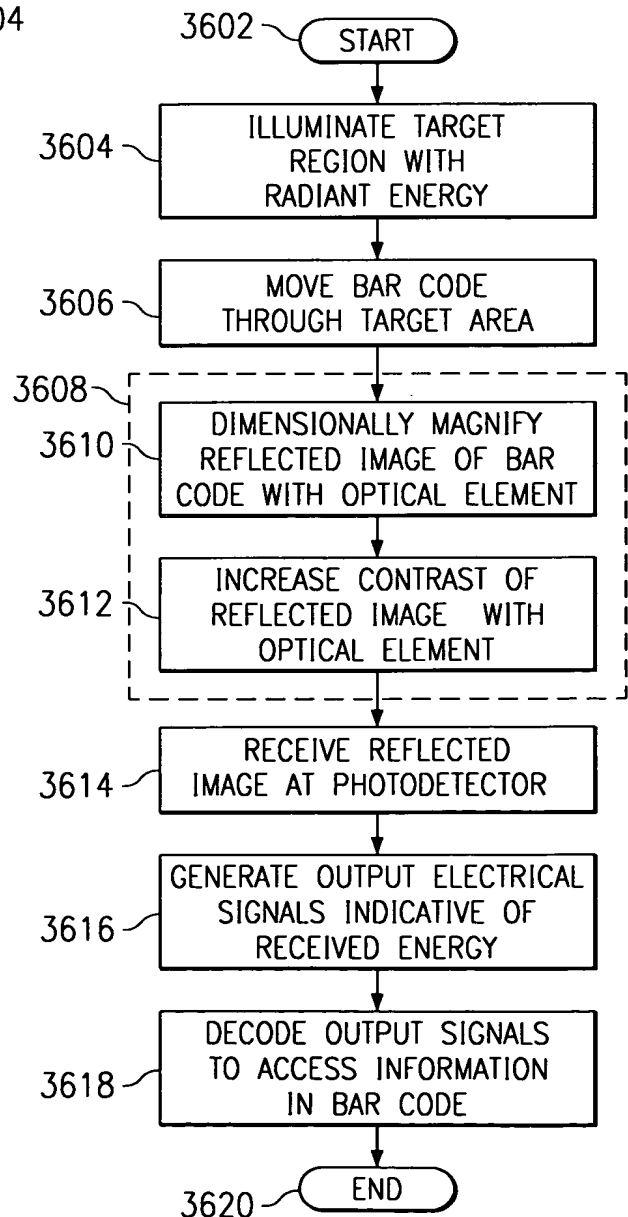 04
3602
START
3604
ILLUMINATE TARGET
REGION WITH
RADIANT ENERGY
3606
MOVE BAR CODE
THROUGH TARGET AREA
3608
3610
DIMENSIONALLY MAGNIFY
REFLECTED IMAGE OF BAR
CODE WITH OPTICAL ELEMENT
3612
INCREASE CONTRAST OF
REFLECTED IMAGE WITH
OPTICAL ELEMENT
3614
RECEIVE REFLECTED
IMAGE AT PHOTODETECTOR
3616
GENERATE OUTPUT ELECTRICAL
SIGNALS INDICATIVE OF
RECEIVED ENERGY
3618
DECODE OUTPUT SIGNALS
TO ACCESS INFORMATION
IN BAR CODE
3620
END